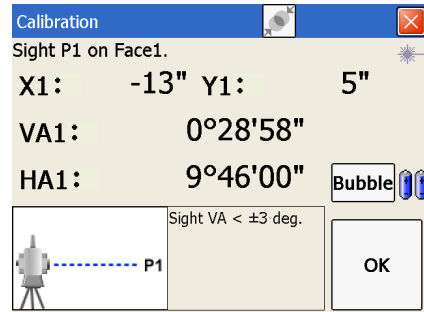 Calibration
Sight P1 on Face1.
X1: -13" Y1: 5"
VA1: 0°28'58"
HA1: 9°46'00"
Bubble
Sight VA < ±3 deg.
P1
OK